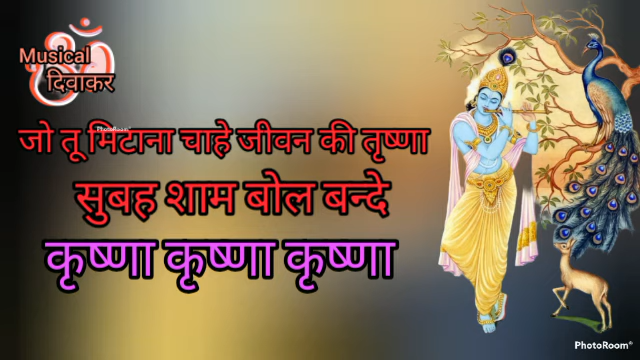 Musical
दिवाकर
PhotoRoom®
जो तू मिटाना चाहे जीवन की तृष्णा
सुबह शाम बोल बन्दे
कृष्णा कृष्णा कृष्णा
PhotoRoom®